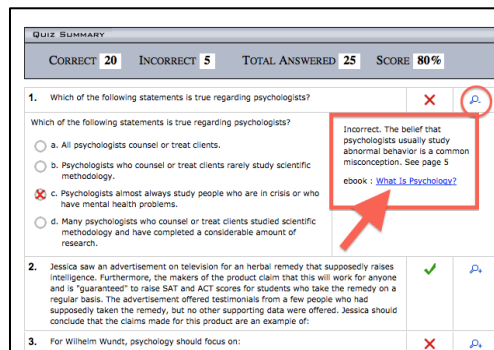 Quiz Summary
Correct 20 Incorrect 5 Total Answered 25 Score 80%
1. Which of the following statements is true regarding psychologists?
Which of the following statements is true regarding psychologists?
a. All psychologists counsel or treat clients.
b. Psychologists who counsel or treat clients rarely study scientific
methodology.
c. Psychologists almost always study people who are in crisis or who
have mental health problems.
d. Many psychologists who counsel or treat clients studied scientific
methodology and have completed a considerable amount of
research.
Incorrect. The belief that
psychologists usually study
abnormal behavior is a common
misconception. See page 5
ebook : What Is Psychology?
2. Jessica saw an advertisement on television for an herbal remedy that supposedly raises
intelligence. Furthermore, the makers of the product claim that this will work for anyone
and is "guaranteed" to raise SAT and ACT scores for students who take the remedy on a
regular basis. The advertisement offered testimonials from a few people who had
supposedly taken the remedy, but no other supporting data were offered. Jessica should
conclude that the claims made for this product are an example of:
3. For Wilhelm Wundt, psychology should focus on: